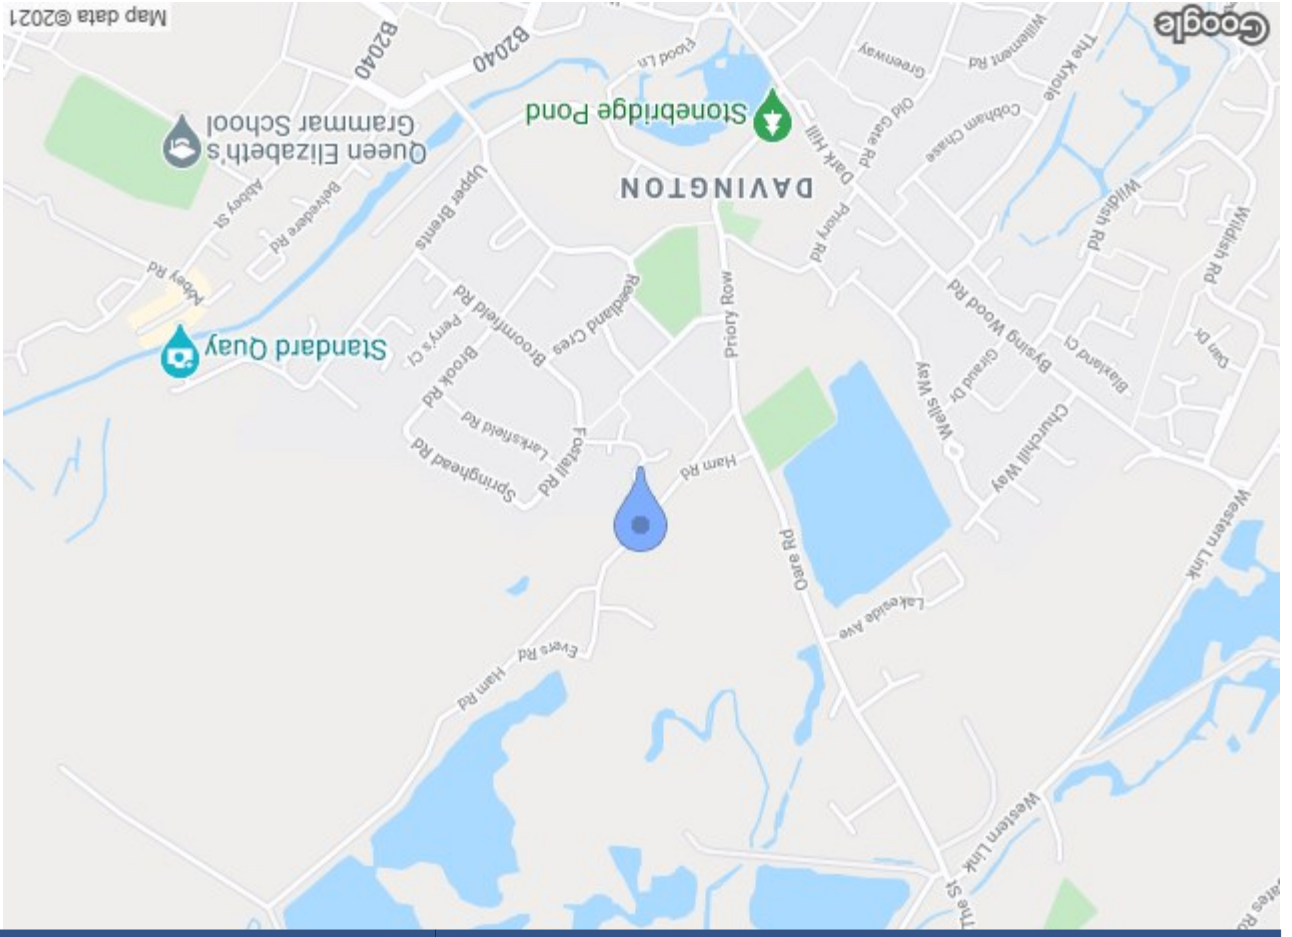 The St
Western Link
Ham Rd
Evers Rd
Lakeside Ave
Western Link
Oare Rd
Churchill Way
Ham Rd
Springhead Rd
Fostall Rd
Wells Way
Larksfield Rd
Giraud Dr
Blaxland Cl
Brook Rd
Dan Dr
Bysing Wood Rd
Standard Quay
Perry's Cl
Priory Row
Reedland Cres
Broomfield Rd
Abbey Rd
Wildish Rd
Wildish Rd
Priory Rd
Upper Brents
Belvedere Rd
Abbey St
DAVINGTON
Dark Hill
Queen Elizabeth's
Grammar School
Cobham Chase
Old Gate Rd
Stonebridge Pond
The Knole
Willement Rd
Greenway
Flood Ln
B2040
B2040
Google
Map data ©2021